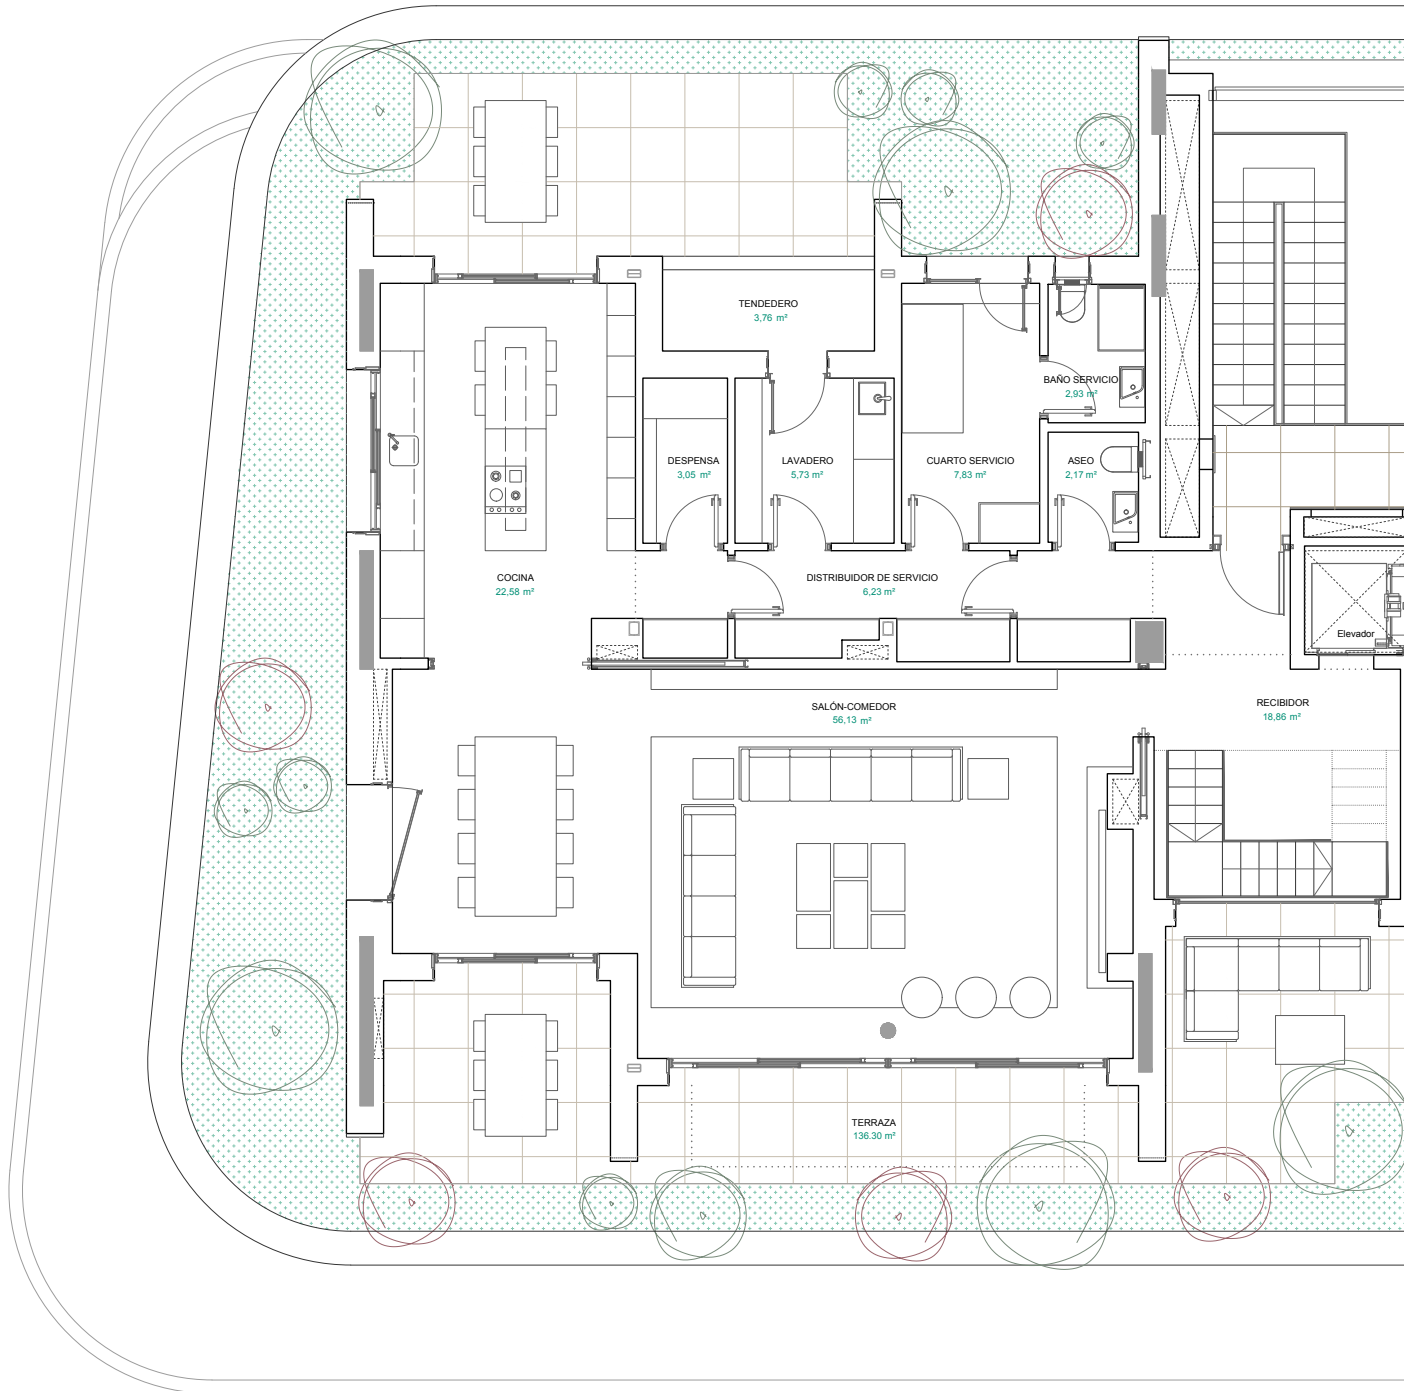 TENDEDERO
3,76 m²
BAÑO SERVICIO
2,93 m²
DESPENSA
3,05 m²
LAVADERO
5,73 m²
CUARTO SERVICIO
7,83 m²
ASEO
2,17 m²
COCINA
22,58 m²
DISTRIBUIDOR DE SERVICIO
6,23 m²
Elevador
SALÓN-COMEDOR
56,13 m²
RECIBIDOR
18,86 m²
TERRAZA
136.30 m²